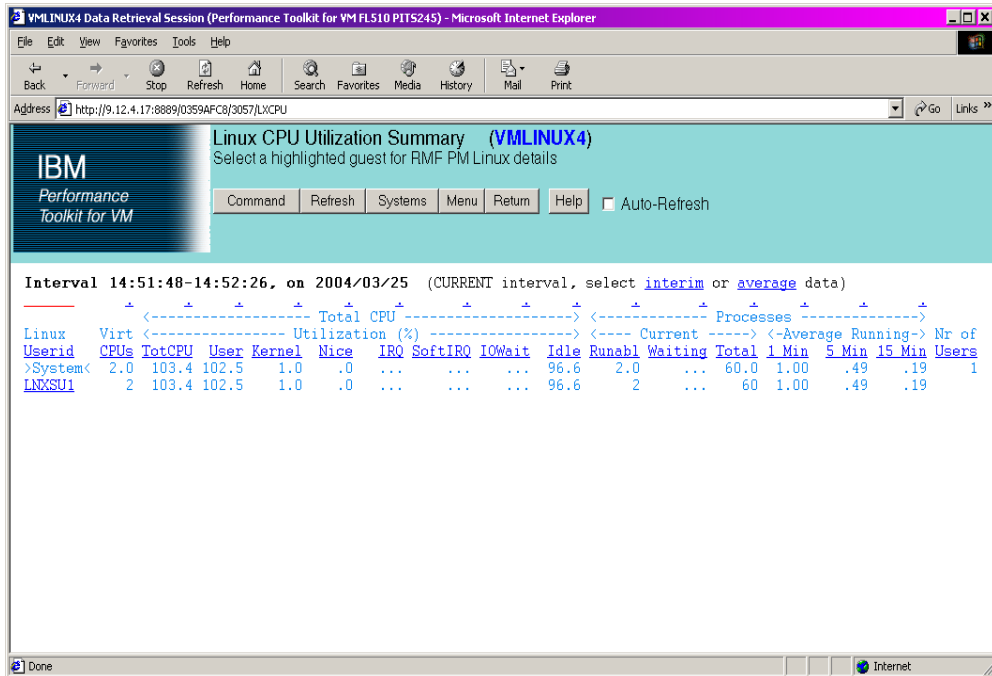 VMLINUX4 Data Retrieval Session (Performance Toolkit for VM FL510 PITS245) - Microsoft Internet Explorer
File Edit View Favorites Tools Help
Back Forward Stop Refresh Home Search Favorites Media History Mail Print
Address http://9.12.4.17:8889/0359AFC8/3057/LXCPU Go Links »
IBM
Performance
Toolkit for VM
Linux CPU Utilization Summary (VMLINUX4)
Select a highlighted guest for RMF PM Linux details
Command Refresh Systems Menu Return Help Auto-Refresh
Interval 14:51:48-14:52:26, on 2004/03/25 (CURRENT interval, select interim or average data)
<------------------- Total CPU -------------------> <------------- Processes -------------->
Linux Virt <---------------- Utilization (%) -----------------> <---- Current -----> <-Average Running-> Nr of
Userid CPUs TotCPU User Kernel Nice IRQ SoftIRQ IOWait Idle Runabl Waiting Total 1 Min 5 Min 15 Min Users
>System< 2.0 103.4 102.5 1.0 .0 ... ... ... 96.6 2.0 ... 60.0 1.00 .49 .19 1
LNXSU1 2 103.4 102.5 1.0 .0 ... ... ... 96.6 2 ... 60 1.00 .49 .19
Done Internet